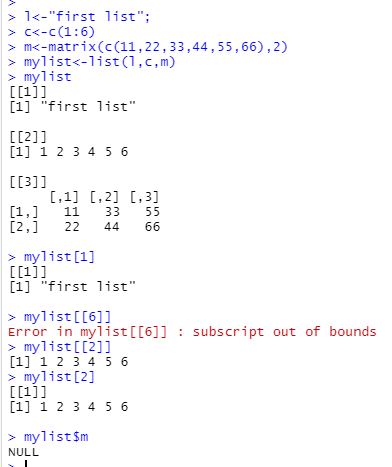 >
> l<-"first list";
> c<-c(1:6)
> m<-matrix(c(11,22,33,44,55,66),2)
> mylist<-list(l,c,m)
> mylist
[[1]]
[1] "first list"

[[2]]
[1] 1 2 3 4 5 6

[[3]]
     [,1] [,2] [,3]
[1,]   11   33   55
[2,]   22   44   66

> mylist[1]
[[1]]
[1] "first list"

> mylist[[6]]
Error in mylist[[6]] : subscript out of bounds
> mylist[[2]]
[1] 1 2 3 4 5 6
> mylist[2]
[[1]]
[1] 1 2 3 4 5 6

> mylist$m
NULL
>